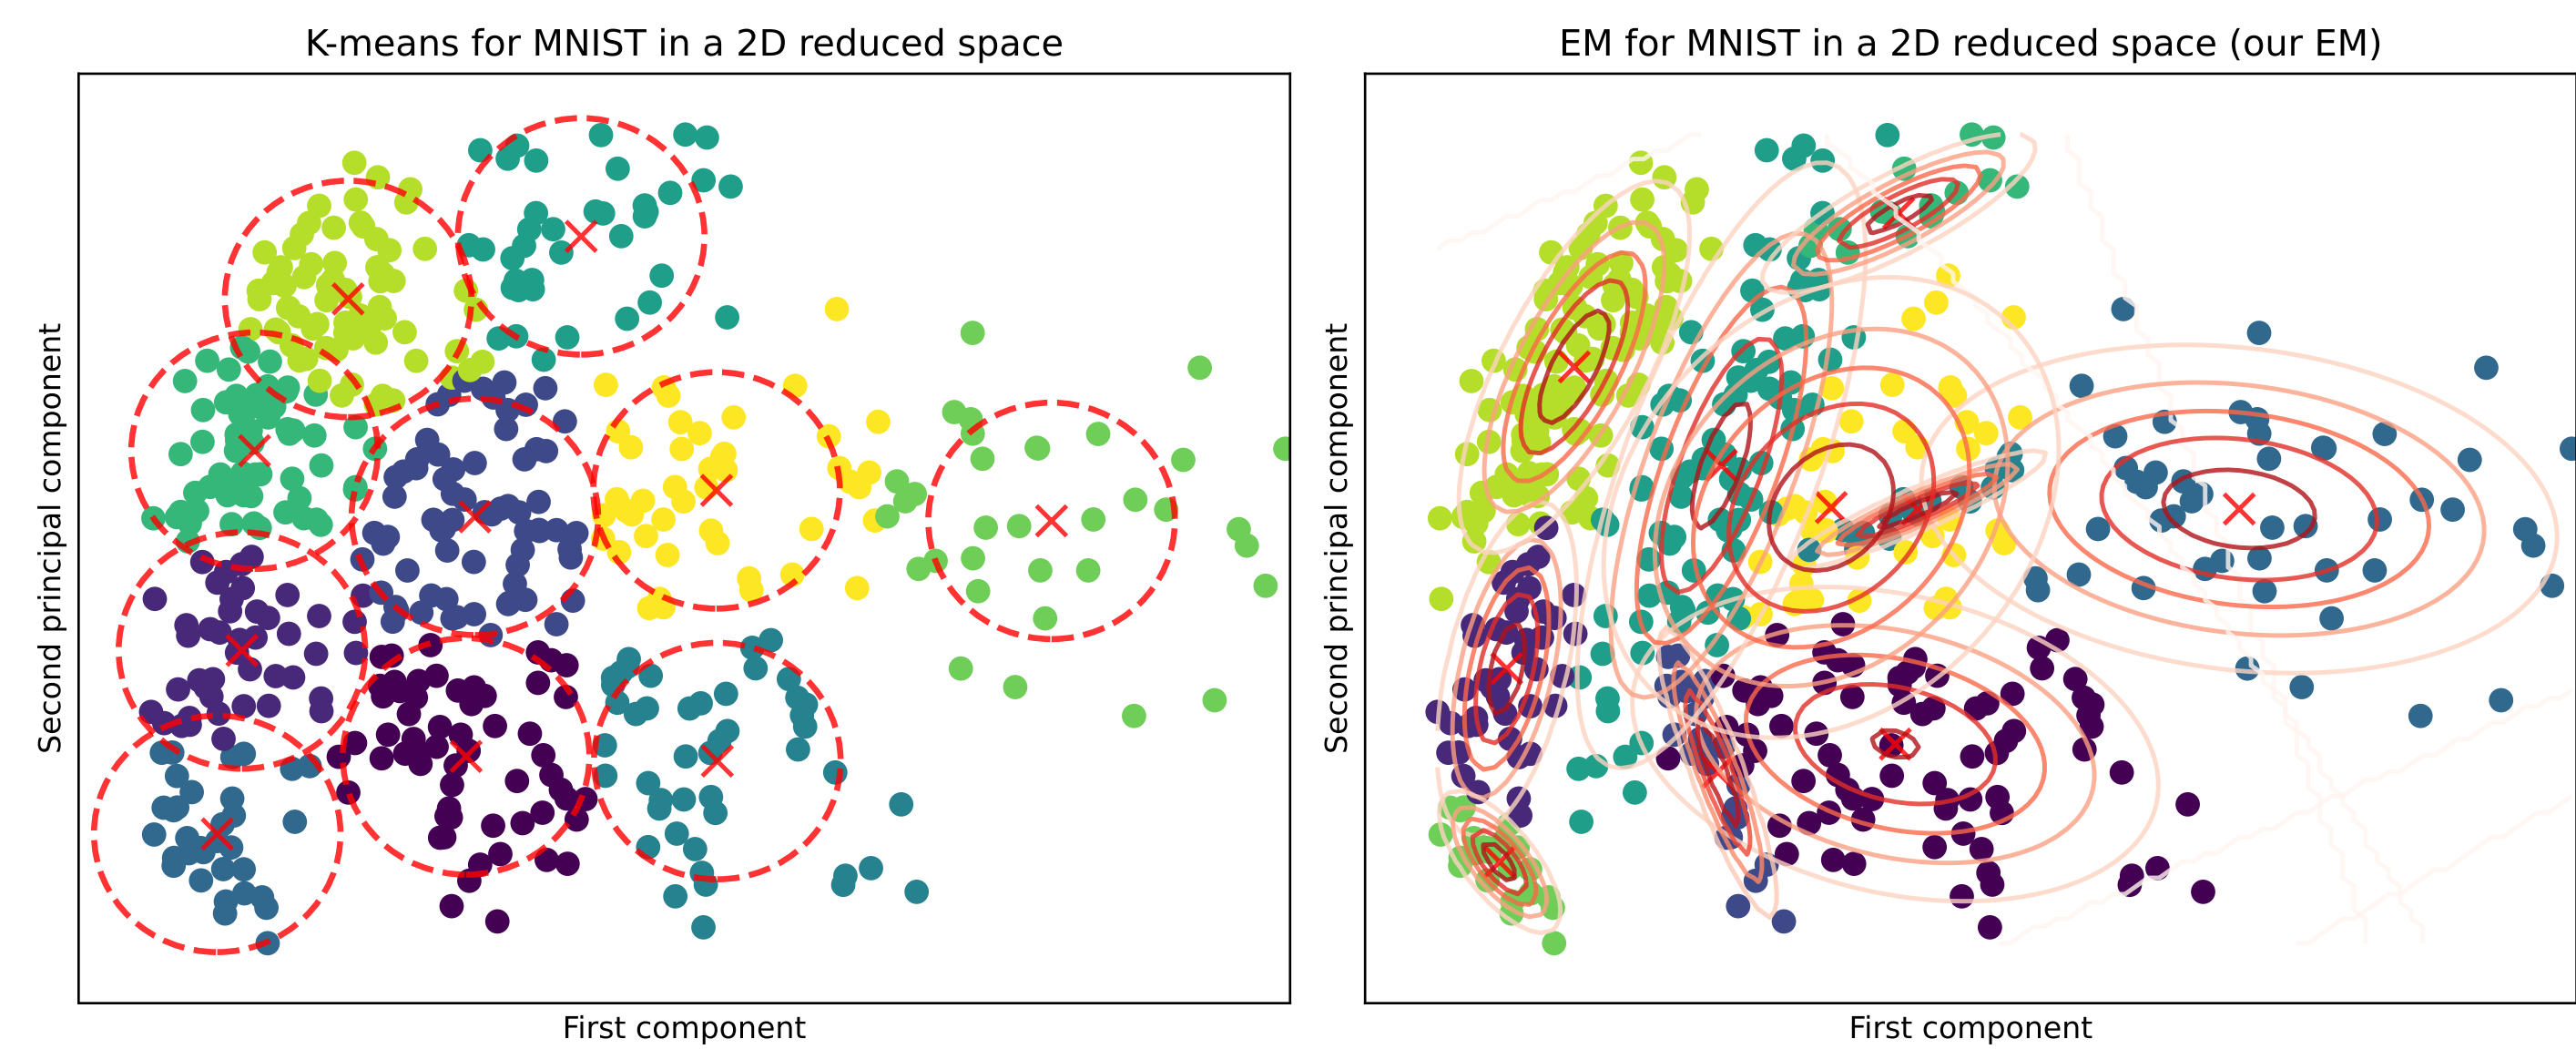 K-means for MNIST in a 2D reduced space
Second principal component
First component
EM for MNIST in a 2D reduced space (our EM)
Second principal component
First component